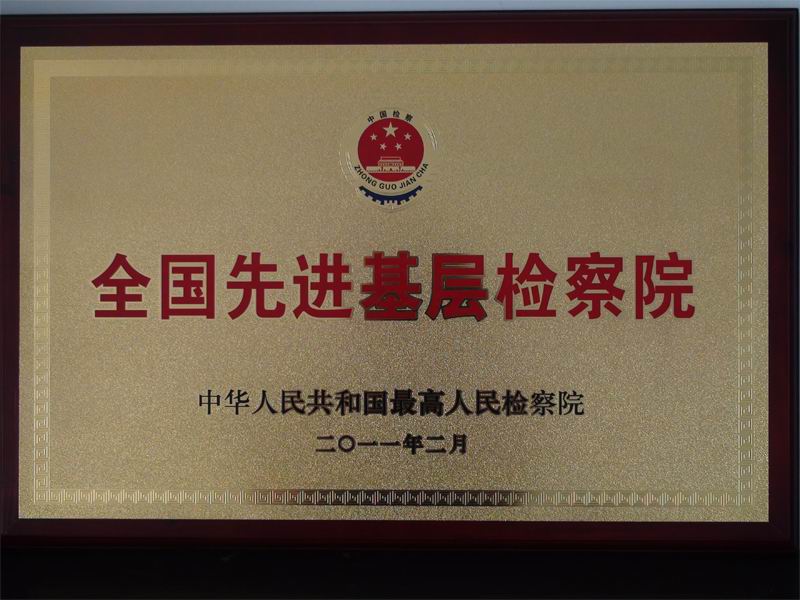 中国检察
ZHONG GUO JIAN CHA
全国先进基层检察院
中华人民共和国最高人民检察院
二〇一一年二月